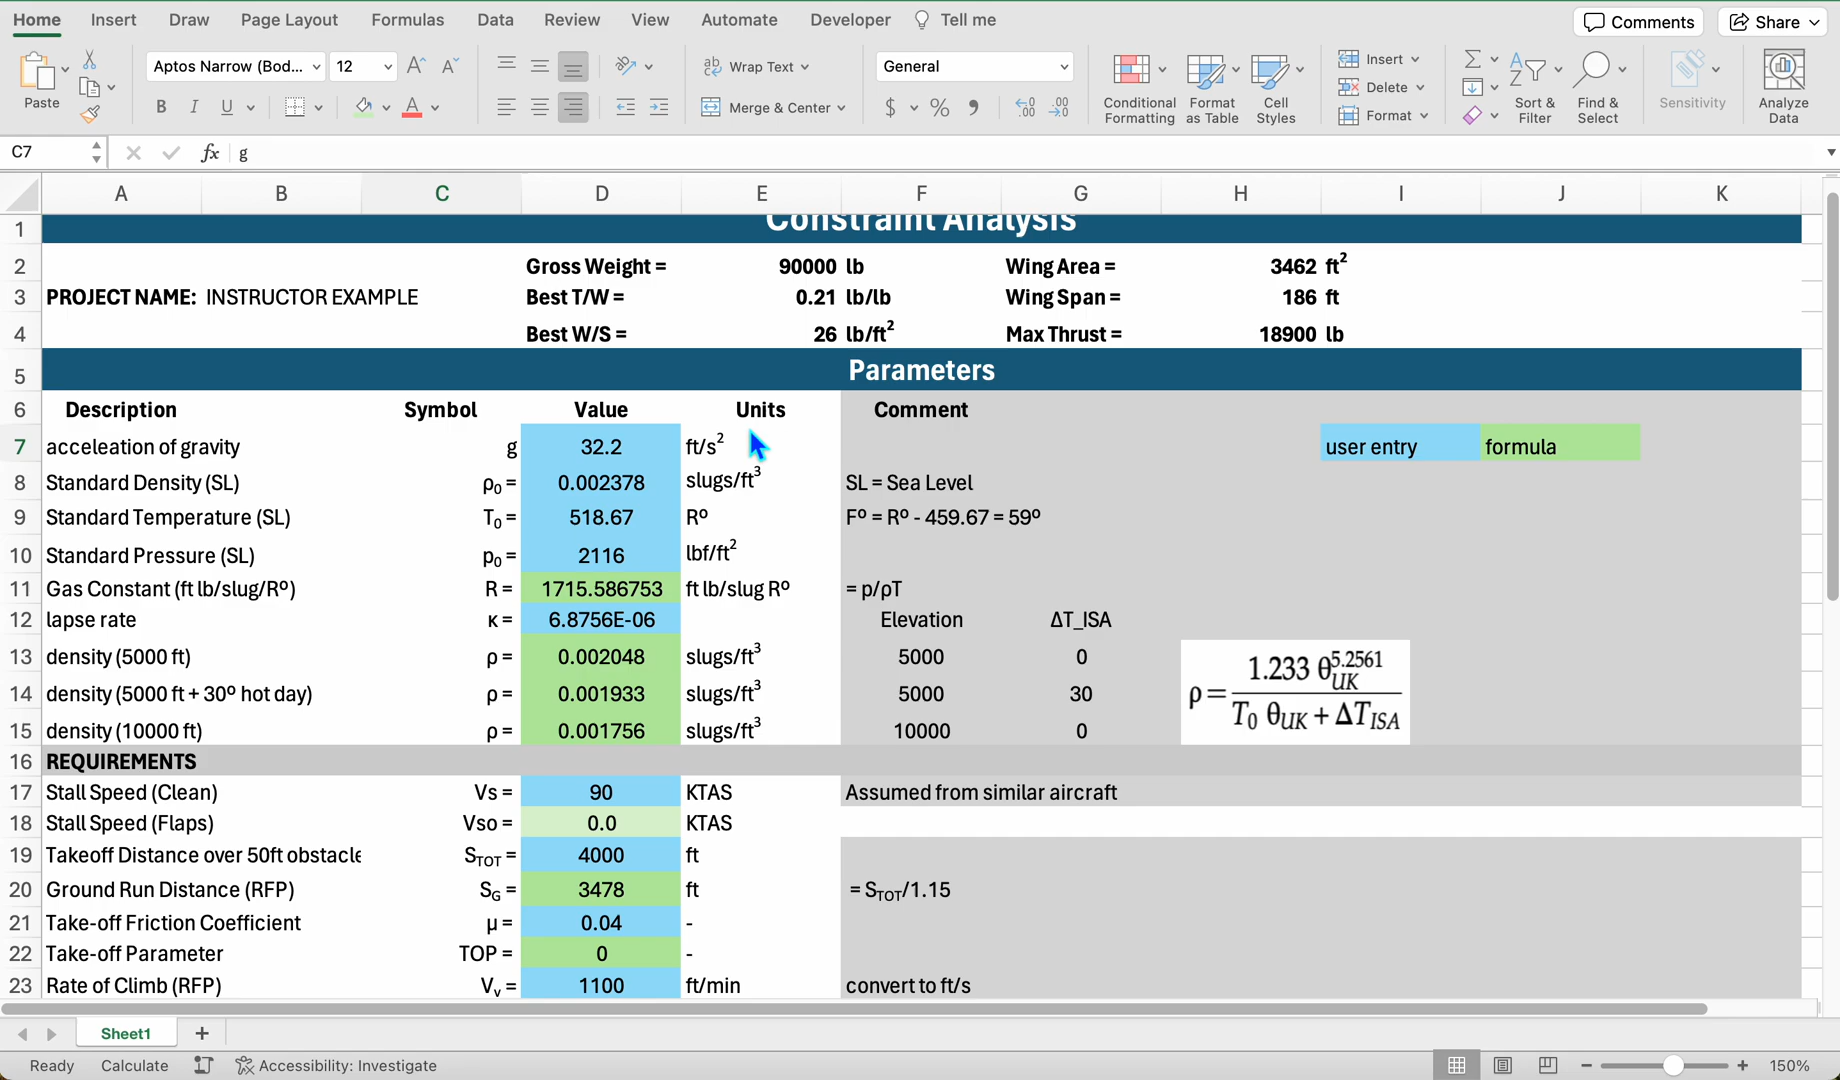 Home Insert Draw Page Layout Formulas Data Review View Automate Developer Tell me Comments Share
Paste Aptos Narrow (Bod... 12 Wrap Text General Insert
B I U Merge & Center $ % Delete
Conditional Formatting Format as Table Cell Styles Format Sort & Filter Find & Select Sensitivity Analyze Data
C7 fx g
A B C D E F G H I J K
1 Constraint Analysis
2 Gross Weight = 90000 lb Wing Area = 3462 ft²
3 PROJECT NAME: INSTRUCTOR EXAMPLE Best T/W = 0.21 lb/lb Wing Span = 186 ft
4 Best W/S = 26 lb/ft² Max Thrust = 18900 lb
5 Parameters
6 Description Symbol Value Units Comment
7 acceleation of gravity g 32.2 ft/s² user entry formula
8 Standard Density (SL) ρ₀ = 0.002378 slugs/ft³ SL = Sea Level
9 Standard Temperature (SL) T₀ = 518.67 Rº Fº = Rº - 459.67 = 59º
10 Standard Pressure (SL) p₀ = 2116 lbf/ft²
11 Gas Constant (ft lb/slug/Rº) R = 1715.586753 ft lb/slug Rº = p/ρT
12 lapse rate κ = 6.8756E-06 Elevation ΔT_ISA
13 density (5000 ft) ρ = 0.002048 slugs/ft³ 5000 0
14 density (5000 ft + 30º hot day) ρ = 0.001933 slugs/ft³ 5000 30
15 density (10000 ft) ρ = 0.001756 slugs/ft³ 10000 0
ρ = 1.233 θ_UK^5.2561 / T₀ θ_UK + ΔT_ISA
16 REQUIREMENTS
17 Stall Speed (Clean) Vs = 90 KTAS Assumed from similar aircraft
18 Stall Speed (Flaps) Vso = 0.0 KTAS
19 Takeoff Distance over 50ft obstacle S_TOT = 4000 ft
20 Ground Run Distance (RFP) S_G = 3478 ft = S_TOT/1.15
21 Take-off Friction Coefficient μ = 0.04 -
22 Take-off Parameter TOP = 0 -
23 Rate of Climb (RFP) V_v = 1100 ft/min convert to ft/s
Sheet1 +
Ready Calculate Accessibility: Investigate − + 150%